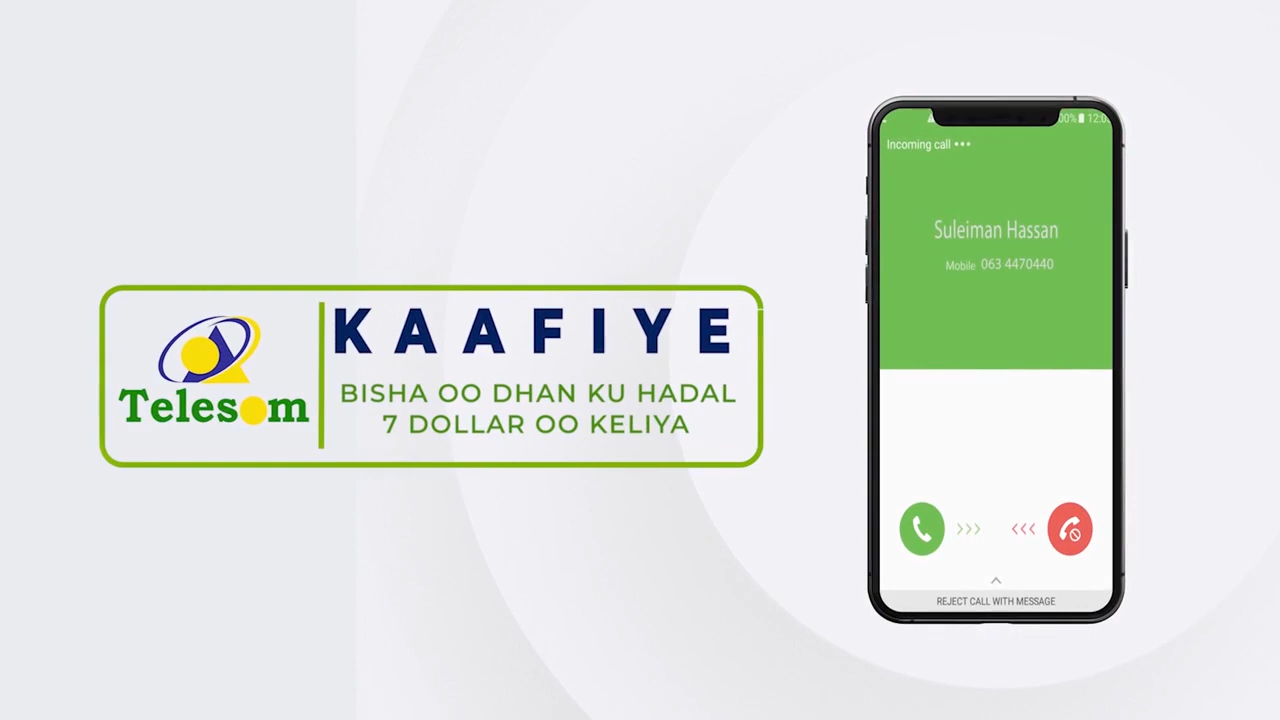 Telesom
KAAFIYE
BISHA OO DHAN KU HADAL
7 DOLLAR OO KELIYA
Incoming call •••
Suleiman Hassan
Mobile 063 4470440
REJECT CALL WITH MESSAGE